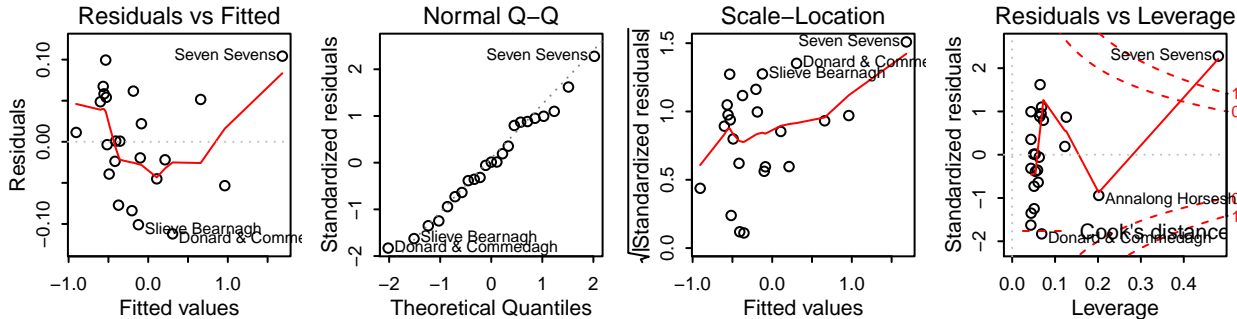 Residuals vs Fitted
Residuals
0.10
0.00
−0.10
Seven Sevens
Slieve Bearnagh
Donard & Comme
−1.0
0.0
1.0
Fitted values
Normal Q−Q
Standardized residuals
2
1
0
−1
−2
Seven Sevens
Slieve Bearnagh
Donard & Commedagh
−2
−1
0
1
2
Theoretical Quantiles
Scale−Location
√|Standardized residuals|
1.5
1.0
0.5
0.0
Seven Sevens
Donard & Commed
Slieve Bearnagh
−1.0
0.0
1.0
Fitted values
Residuals vs Leverage
Standardized residuals
2
1
0
−1
−2
Seven Sevens
Annalong Horsesh
Donard & Commedagh
Cook's distance
1
0
0
1
0.0
0.1
0.2
0.3
0.4
Leverage